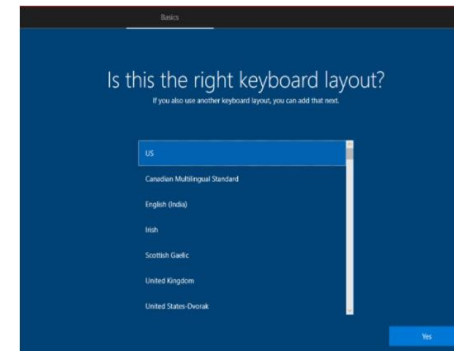 Basics
Is this the right keyboard layout?
If you also use another keyboard layout, you can add that next.
US
Canadian Multilingual Standard
English (India)
Irish
Scottish Gaelic
United Kingdom
United States-Dvorak
Yes